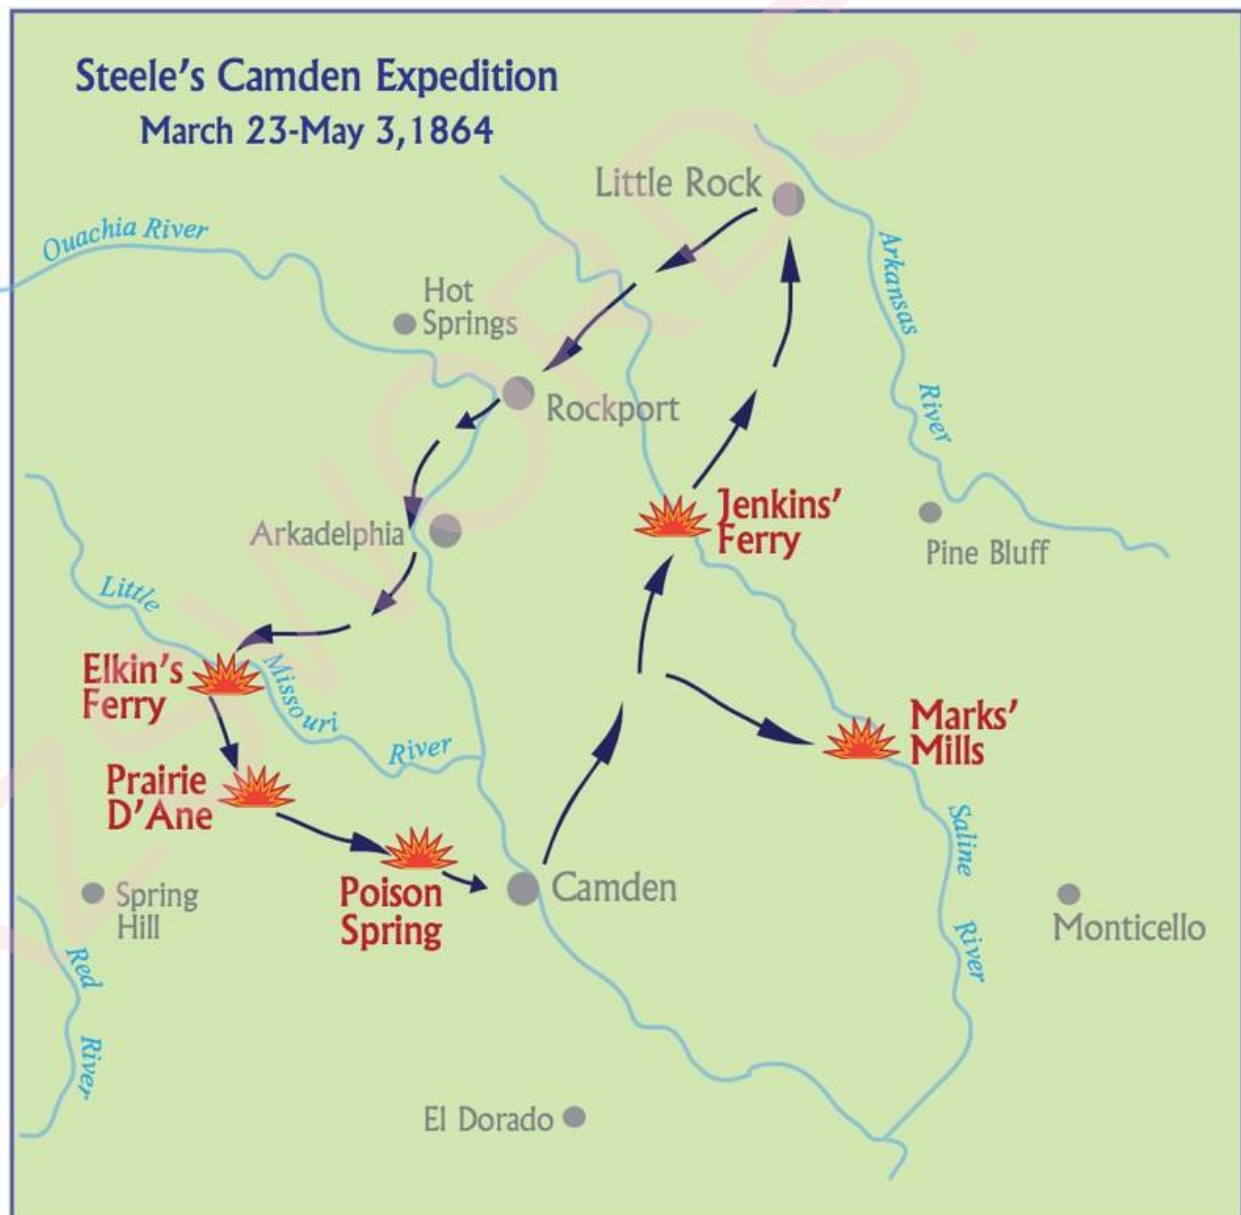 Steele's Camden Expedition
March 23-May 3,1864
Little Rock
Ouachia River
Arkansas
River
Hot
Springs
Rockport
Jenkins'
Ferry
Arkadelphia
Pine Bluff
Little
Missouri
River
Elkin's
Ferry
Marks'
Mills
Prairie
D'Ane
Saline
River
Poison
Spring
Camden
Spring
Hill
Monticello
Red
River
El Dorado